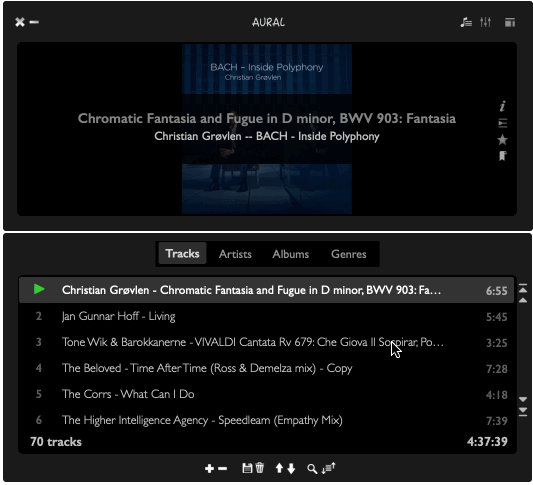 AURAL
BACH - Inside Polyphony
Christian Grøvlen
Chromatic Fantasia and Fugue in D minor, BWV 903: Fantasia
Christian Grøvlen -- BACH - Inside Polyphony
Tracks Artists Albums Genres
Christian Grøvlen - Chromatic Fantasia and Fugue in D minor, BWV 903: Fa... 6:55
2 Jan Gunnar Hoff - Living 5:45
3 Tone Wik & Barokkanerne - VIVALDI Cantata Rv 679: Che Giova Il Sospirar, Po... 3:25
4 The Beloved - Time After Time (Ross & Demelza mix) - Copy 7:28
5 The Corrs - What Can I Do 4:18
6 The Higher Intelligence Agency - Speedlearn (Empathy Mix) 7:39
70 tracks 4:37:39